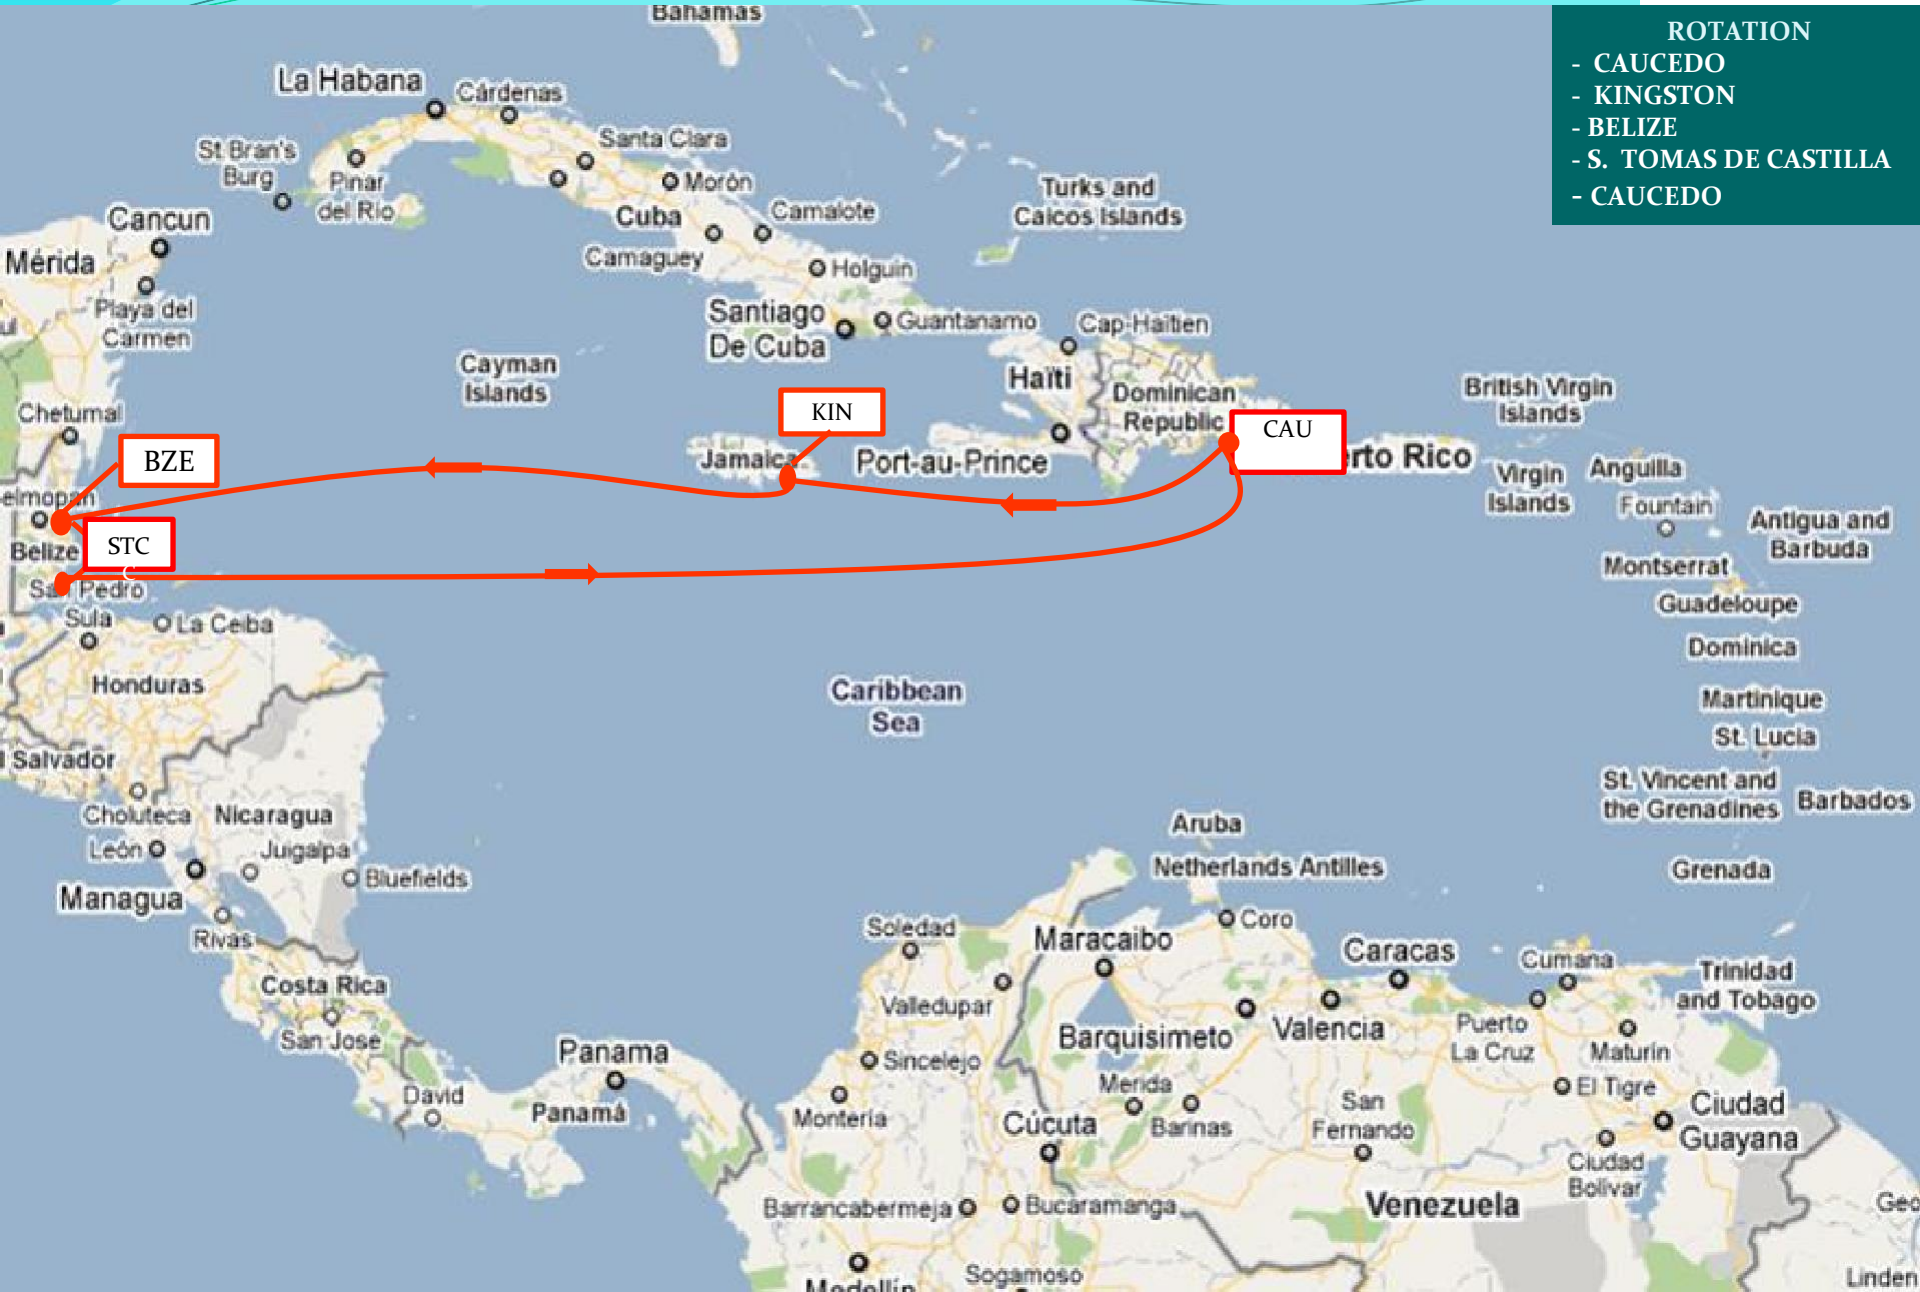 Bahamas
ROTATION
- CAUCEDO
- KINGSTON
- BELIZE
- S. TOMAS DE CASTILLA
- CAUCEDO
La Habana
Cárdenas
Santa Clara
St Bran's
Burg
Pinar
del Rio
Morón
Turks and
Caicos Islands
Cancun
Cuba
Camalote
Mérida
Camaguey
Holguin
Playa del
Carmen
Santiago
De Cuba
Guantanamo
Cap-Haïtien
Cayman
Islands
Haïti
Dominican
Republic
British Virgin
Islands
Chetumal
KIN
CAU
BZE
Jamaica
Port-au-Prince
rto Rico
Virgin
Islands
Anguilla
elmopan
Fountain
Antigua and
Barbuda
STC
C
Belize
Montserrat
San Pedro
Sula
La Ceiba
Guadeloupe
Dominica
Honduras
Caribbean
Sea
Martinique
St. Lucia
l Salvador
St. Vincent and
the Grenadines
Barbados
Choluteca
Nicaragua
Aruba
León
Juigalpa
Netherlands Antilles
Grenada
Bluefields
Managua
Rivas
Soledad
Maracaibo
Coro
Caracas
Cumana
Trinidad
and Tobago
Costa Rica
Valledupar
San Jose
Barquisimeto
Valencia
Puerto
La Cruz
Maturin
Panama
Sincelejo
El Tigre
David
Panamá
Monteria
Merida
Barinas
Cúcuta
San
Fernando
Ciudad
Guayana
Ciudad
Bolivar
Barrancabermeja
Bucaramanga
Venezuela
Geo
Medellín
Sogamoso
Linden